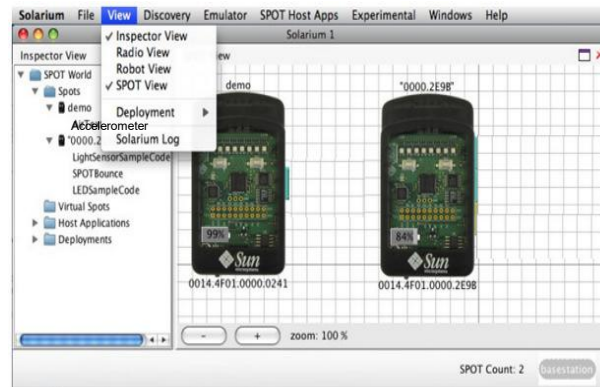 Solarium File View Discovery Emulator SPOT Host Apps Experimental Windows Help
Solarium 1
Inspector View
Radio View
Robot View
SPOT View
Deployment
Solarium Log
Inspector View
SPOT World
Spots
demo
Accelerometer
LightSensorSampleCode
SPOTBounce
LEDSampleCode
Virtual Spots
Host Applications
Deployments
demo
99%
Sun
0014.4F01.0000.0241
"0000.2E9B"
84%
Sun
0014.4F01.0000.2E9B
- + zoom: 100 %
SPOT Count: 2 basestation